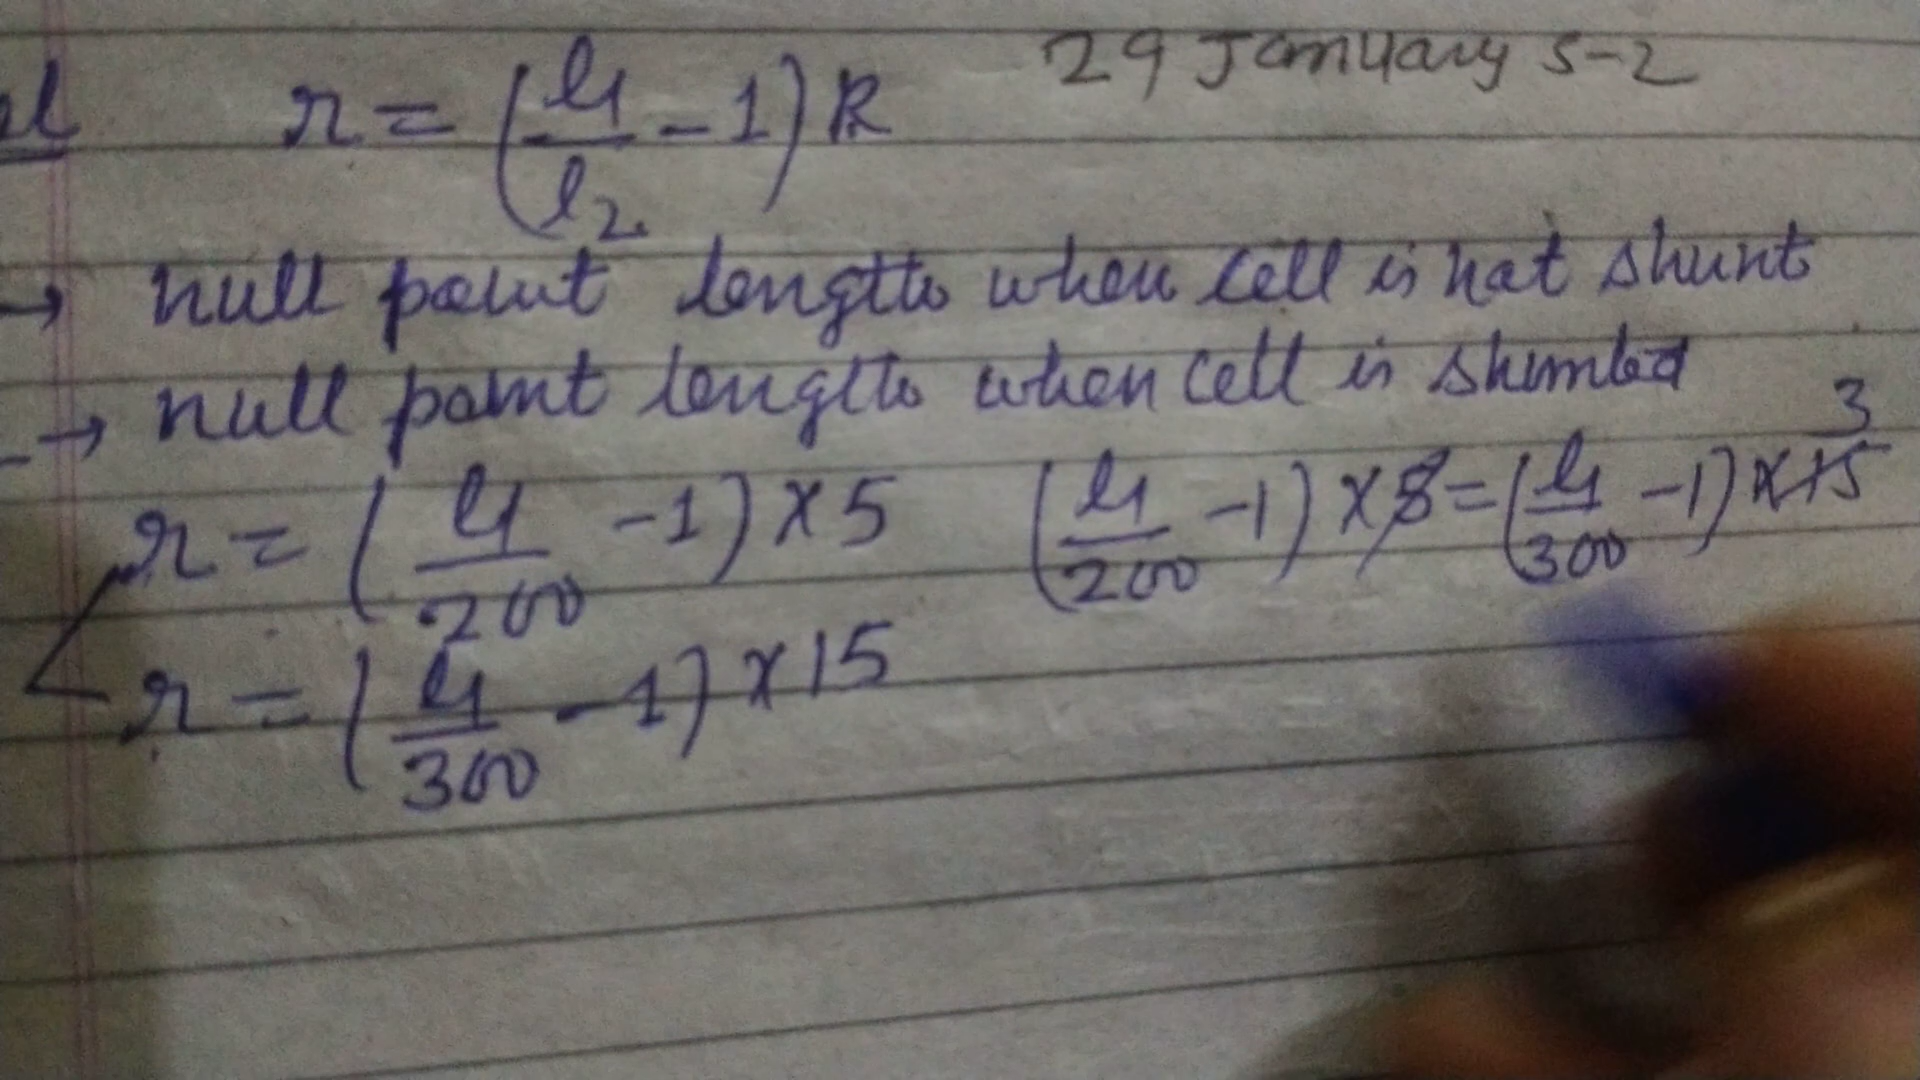 29 January S-2
r = (l1/l2 - 1) R
→ null point length when cell is not shunt
→ null point length when cell is shunted
r = (l1/200 - 1) × 5
(l1/200 - 1) × 5 = (l1/300 - 1) × 15 3
r = (l1/300 - 1) × 15